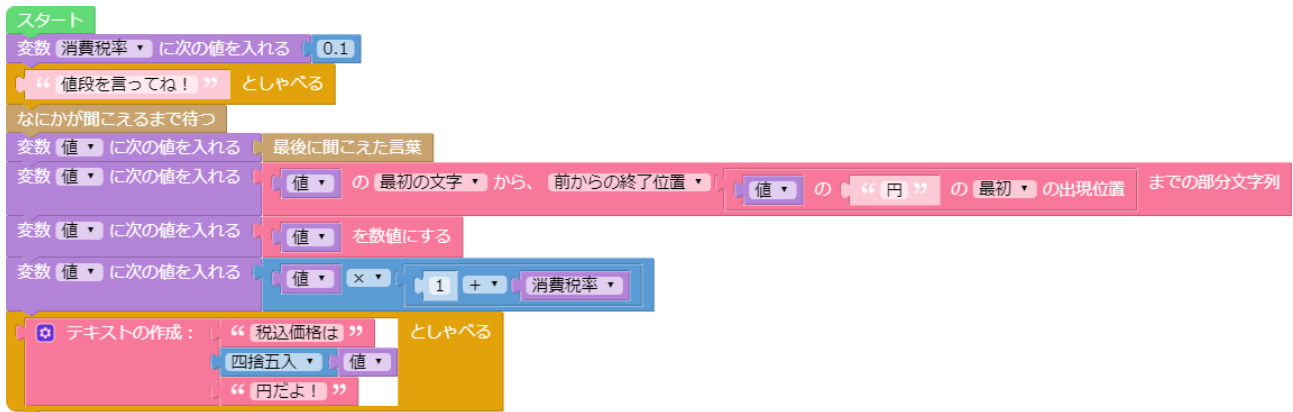 スタート
変数 消費税率 ▼ に次の値を入れる 0.1
“ 値段を言ってね! ” としゃべる
なにかが聞こえるまで待つ
変数 値 ▼ に次の値を入れる 最後に聞こえた言葉
変数 値 ▼ に次の値を入れる 値 ▼ の 最初の文字 ▼ から、 前からの終了位置 ▼ 値 ▼ の “ 円 ” の 最初 ▼ の出現位置 までの部分文字列
変数 値 ▼ に次の値を入れる 値 ▼ を数値にする
変数 値 ▼ に次の値を入れる 値 ▼ × ▼ 1 + ▼ 消費税率 ▼
テキストの作成: “ 税込価格は ” としゃべる
四捨五入 ▼ 値 ▼
“ 円だよ! ”